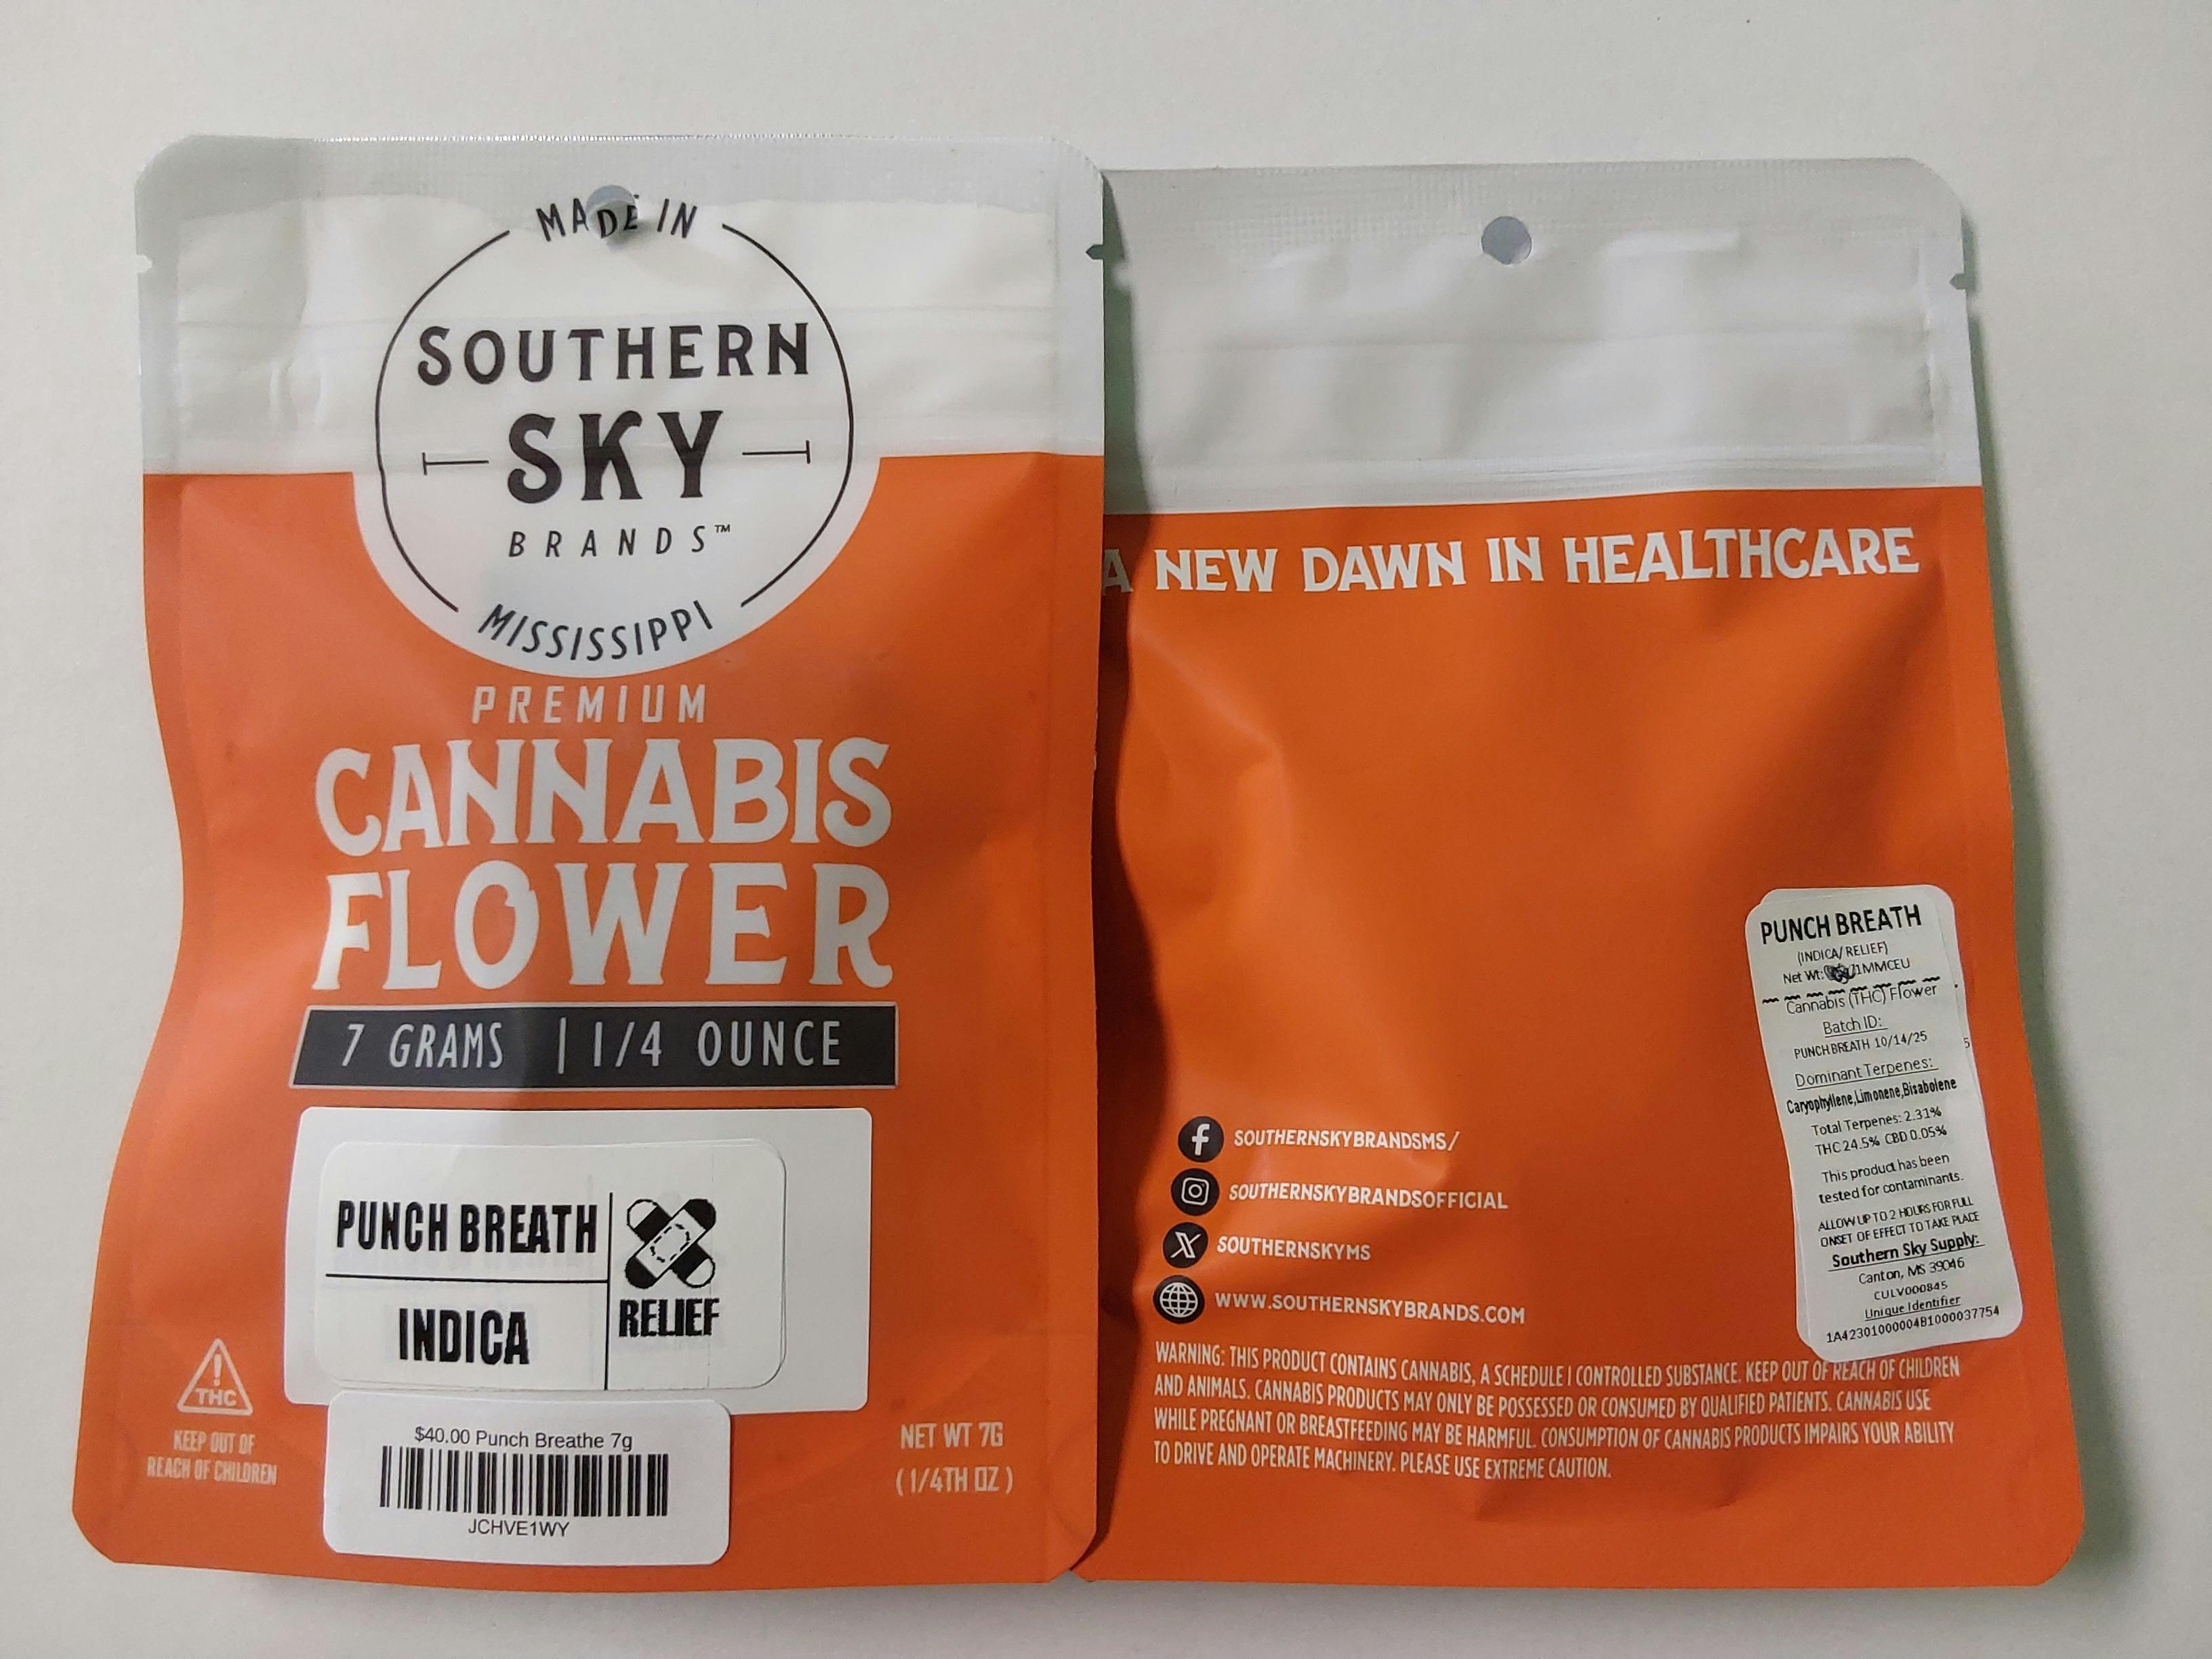 MADE IN
SOUTHERN
SKY
BRANDS™
MISSISSIPPI
PREMIUM
CANNABIS
FLOWER
7 GRAMS | 1/4 OUNCE
PUNCH BREATH
INDICA
RELIEF
THC
KEEP OUT OF
REACH OF CHILDREN
$40.00 Punch Breathe 7g
JCHVE1WY
NET WT 7G
(1/4TH OZ)
A NEW DAWN IN HEALTHCARE
SOUTHERNSKYBRANDSMS/
SOUTHERNSKYBRANDSOFFICIAL
SOUTHERNSKYMS
WWW.SOUTHERNSKYBRANDS.COM
WARNING: THIS PRODUCT CONTAINS CANNABIS, A SCHEDULE I CONTROLLED SUBSTANCE. KEEP OUT OF REACH OF CHILDREN
AND ANIMALS. CANNABIS PRODUCTS MAY ONLY BE POSSESSED OR CONSUMED BY QUALIFIED PATIENTS. CANNABIS USE
WHILE PREGNANT OR BREASTFEEDING MAY BE HARMFUL. CONSUMPTION OF CANNABIS PRODUCTS IMPAIRS YOUR ABILITY
TO DRIVE AND OPERATE MACHINERY. PLEASE USE EXTREME CAUTION.
PUNCH BREATH
(INDICA/ RELIEF)
Net Wt: /1MMCEU
Cannabis (THC) Flower
Batch ID:
PUNCH BREATH 10/14/25
Dominant Terpenes:
Caryophyllene,Limonene,Bisabolene
Total Terpenes: 2.31%
THC 24.5% CBD 0.05%
This product has been
tested for contaminants.
ALLOW UP TO 2 HOURS FOR FULL
ONSET OF EFFECT TO TAKE PLACE
Southern Sky Supply:
Canton, MS 39046
CULV000845
Unique Identifier
1A42301000004B1000037754